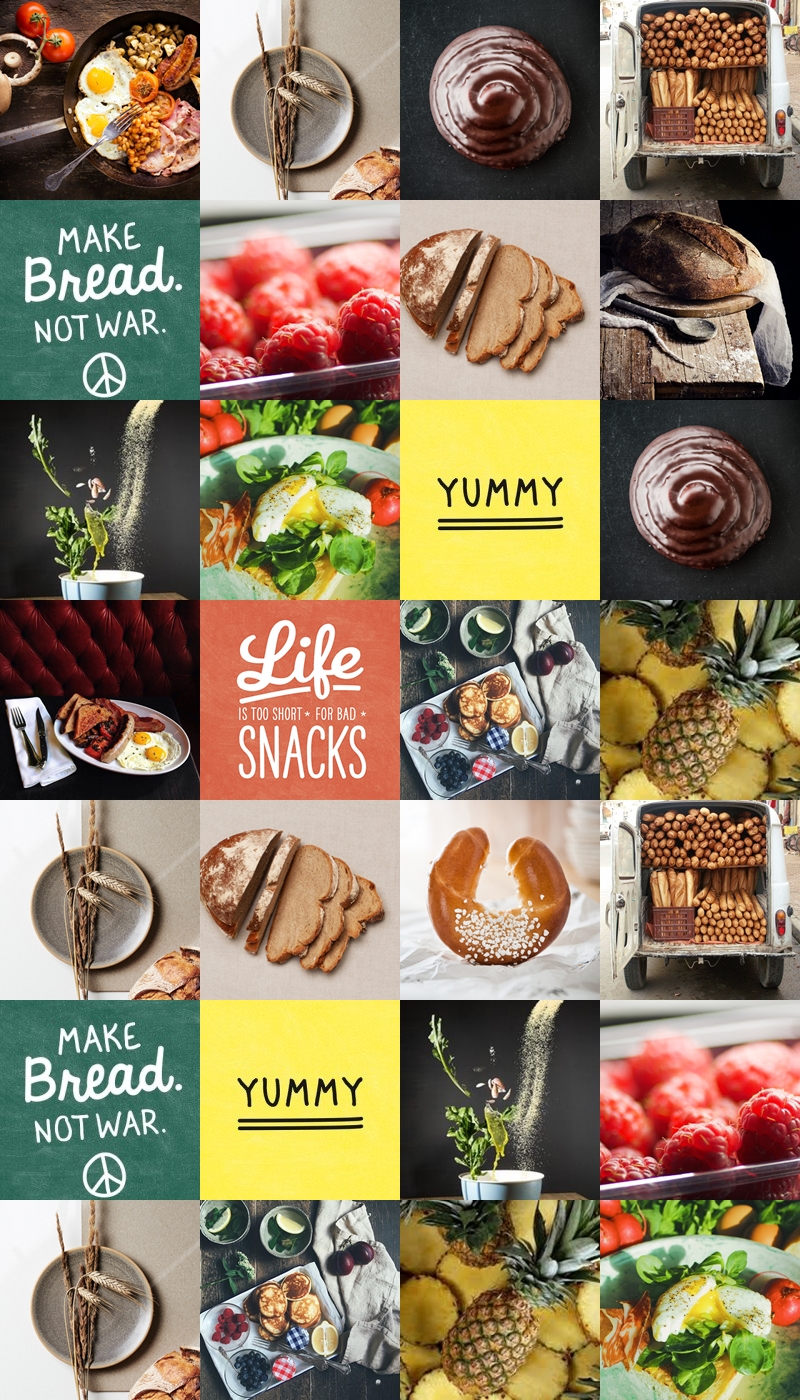 MAKE
Bread.
NOT WAR.
YUMMY
Life
IS TOO SHORT * FOR BAD *
SNACKS
MAKE
Bread.
NOT WAR.
YUMMY